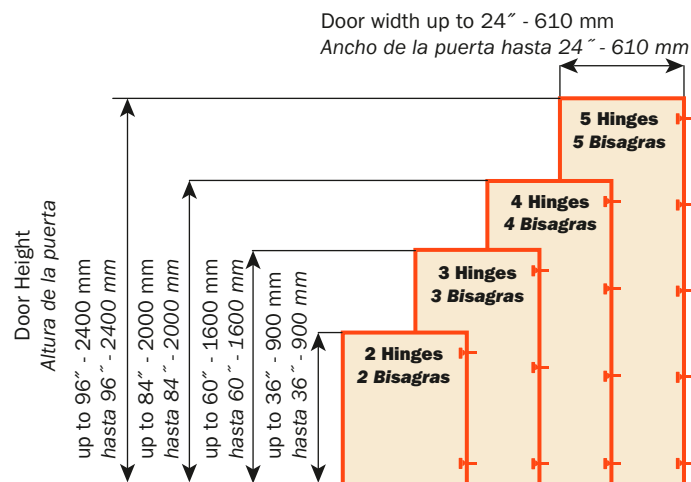 Door width up to 24˝ - 610 mm
Ancho de la puerta hasta 24˝ - 610 mm
5 Hinges
5 Bisagras
4 Hinges
4 Bisagras
3 Hinges
3 Bisagras
2 Hinges
2 Bisagras
Door Height
Altura de la puerta
up to 96˝ - 2400 mm
hasta 96˝ - 2400 mm
up to 84˝ - 2000 mm
hasta 84˝ - 2000 mm
up to 60˝ - 1600 mm
hasta 60˝ - 1600 mm
up to 36˝ - 900 mm
hasta 36˝ - 900 mm